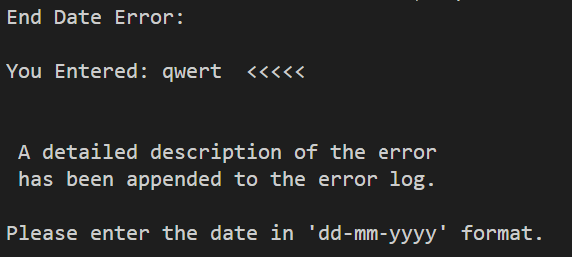 End Date Error:
You Entered: qwert  <<<<<
A detailed description of the error
has been appended to the error log.
Please enter the date in 'dd-mm-yyyy' format.